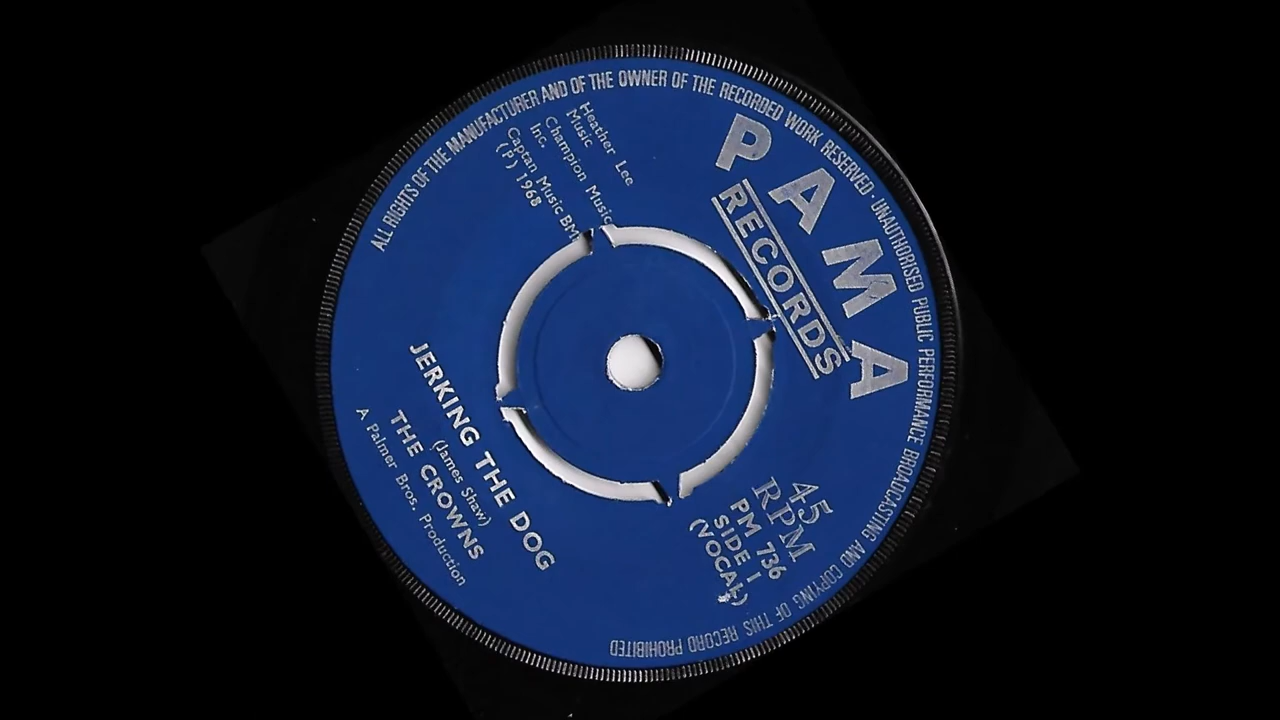 ALL RIGHTS OF THE MANUFACTURER AND OF THE OWNER OF THE RECORDED WORK RESERVED · UNAUTHORISED PUBLIC PERFORMANCE BROADCASTING AND COPYING OF THIS RECORD PROHIBITED
PAMA
RECORDS
Heather Lee
Music
Champion Music
Inc.
Captan Music BMI
(P) 1968
45
RPM
PM 736
SIDE 1
(VOCAL)
JERKING THE DOG
(James Shaw)
THE CROWNS
A Palmer Bros. Production